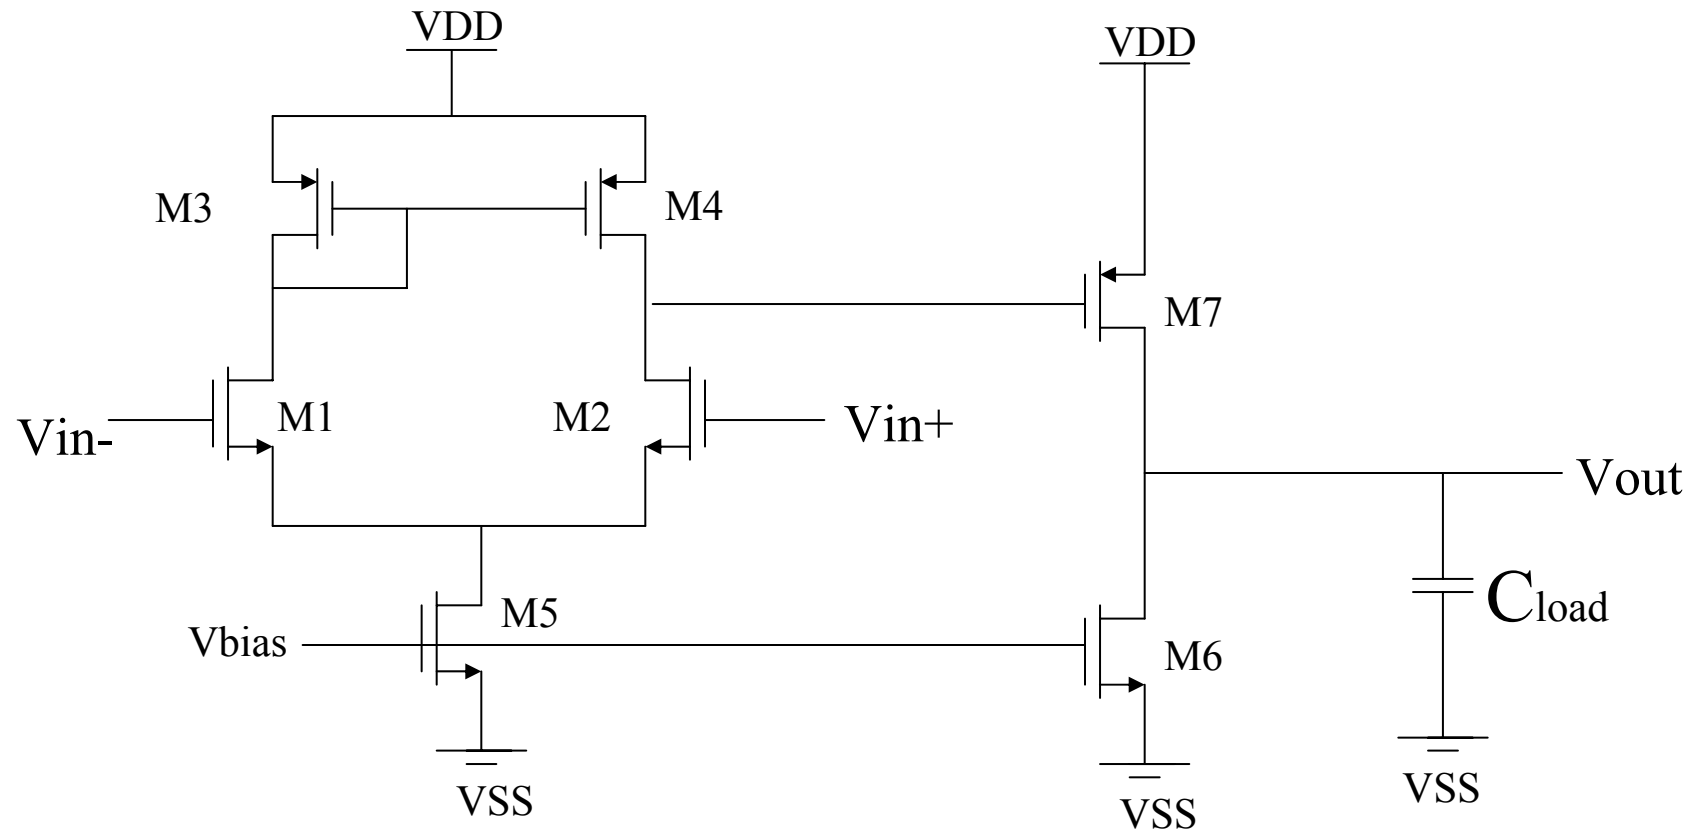 VDD
VDD
M3
M4
M7
Vin-
M1
M2
Vin+
Vout
Vbias
M5
M6
Cload
VSS
VSS
VSS